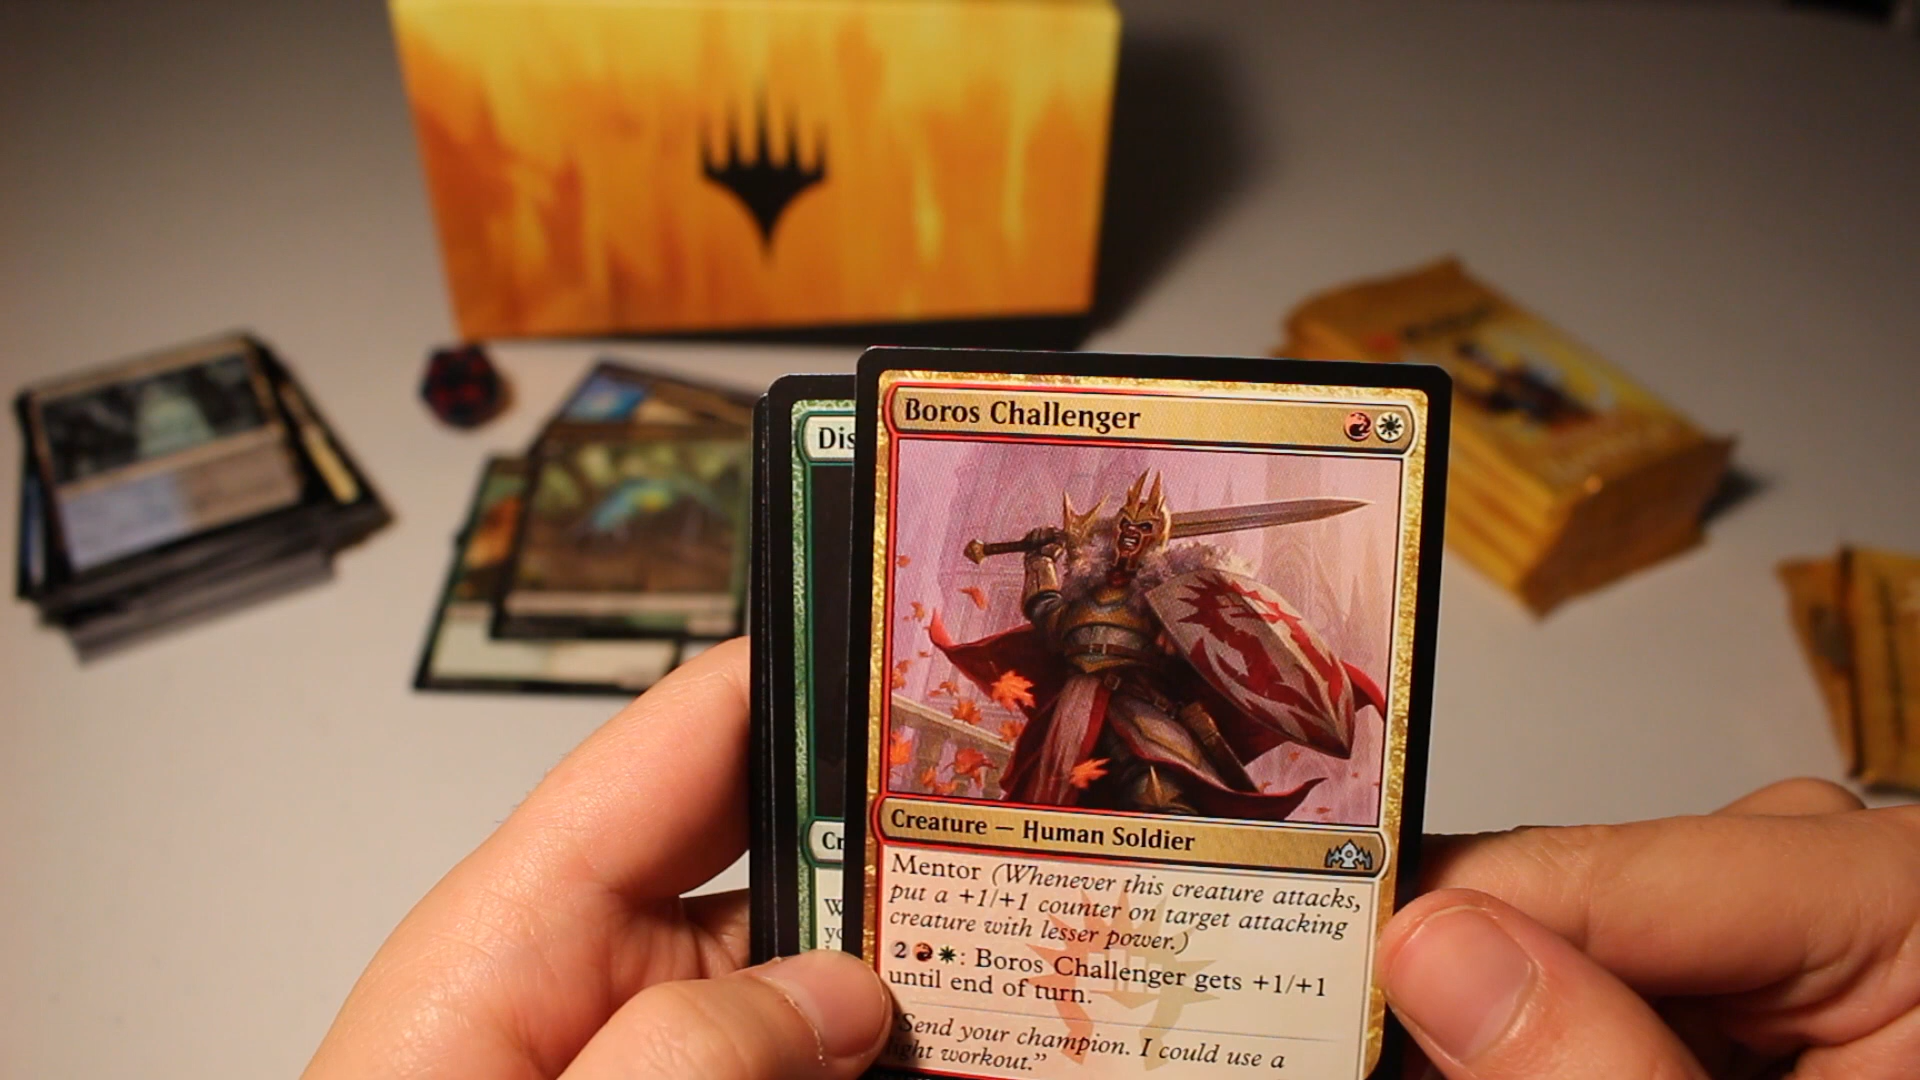 Boros Challenger
Dis
Creature — Human Soldier
Cr
Mentor (Whenever this creature attacks,
put a +1/+1 counter on target attacking
creature with lesser power.)
2: Boros Challenger gets +1/+1
until end of turn.
"Send your champion. I could use a
light workout."
W
yo